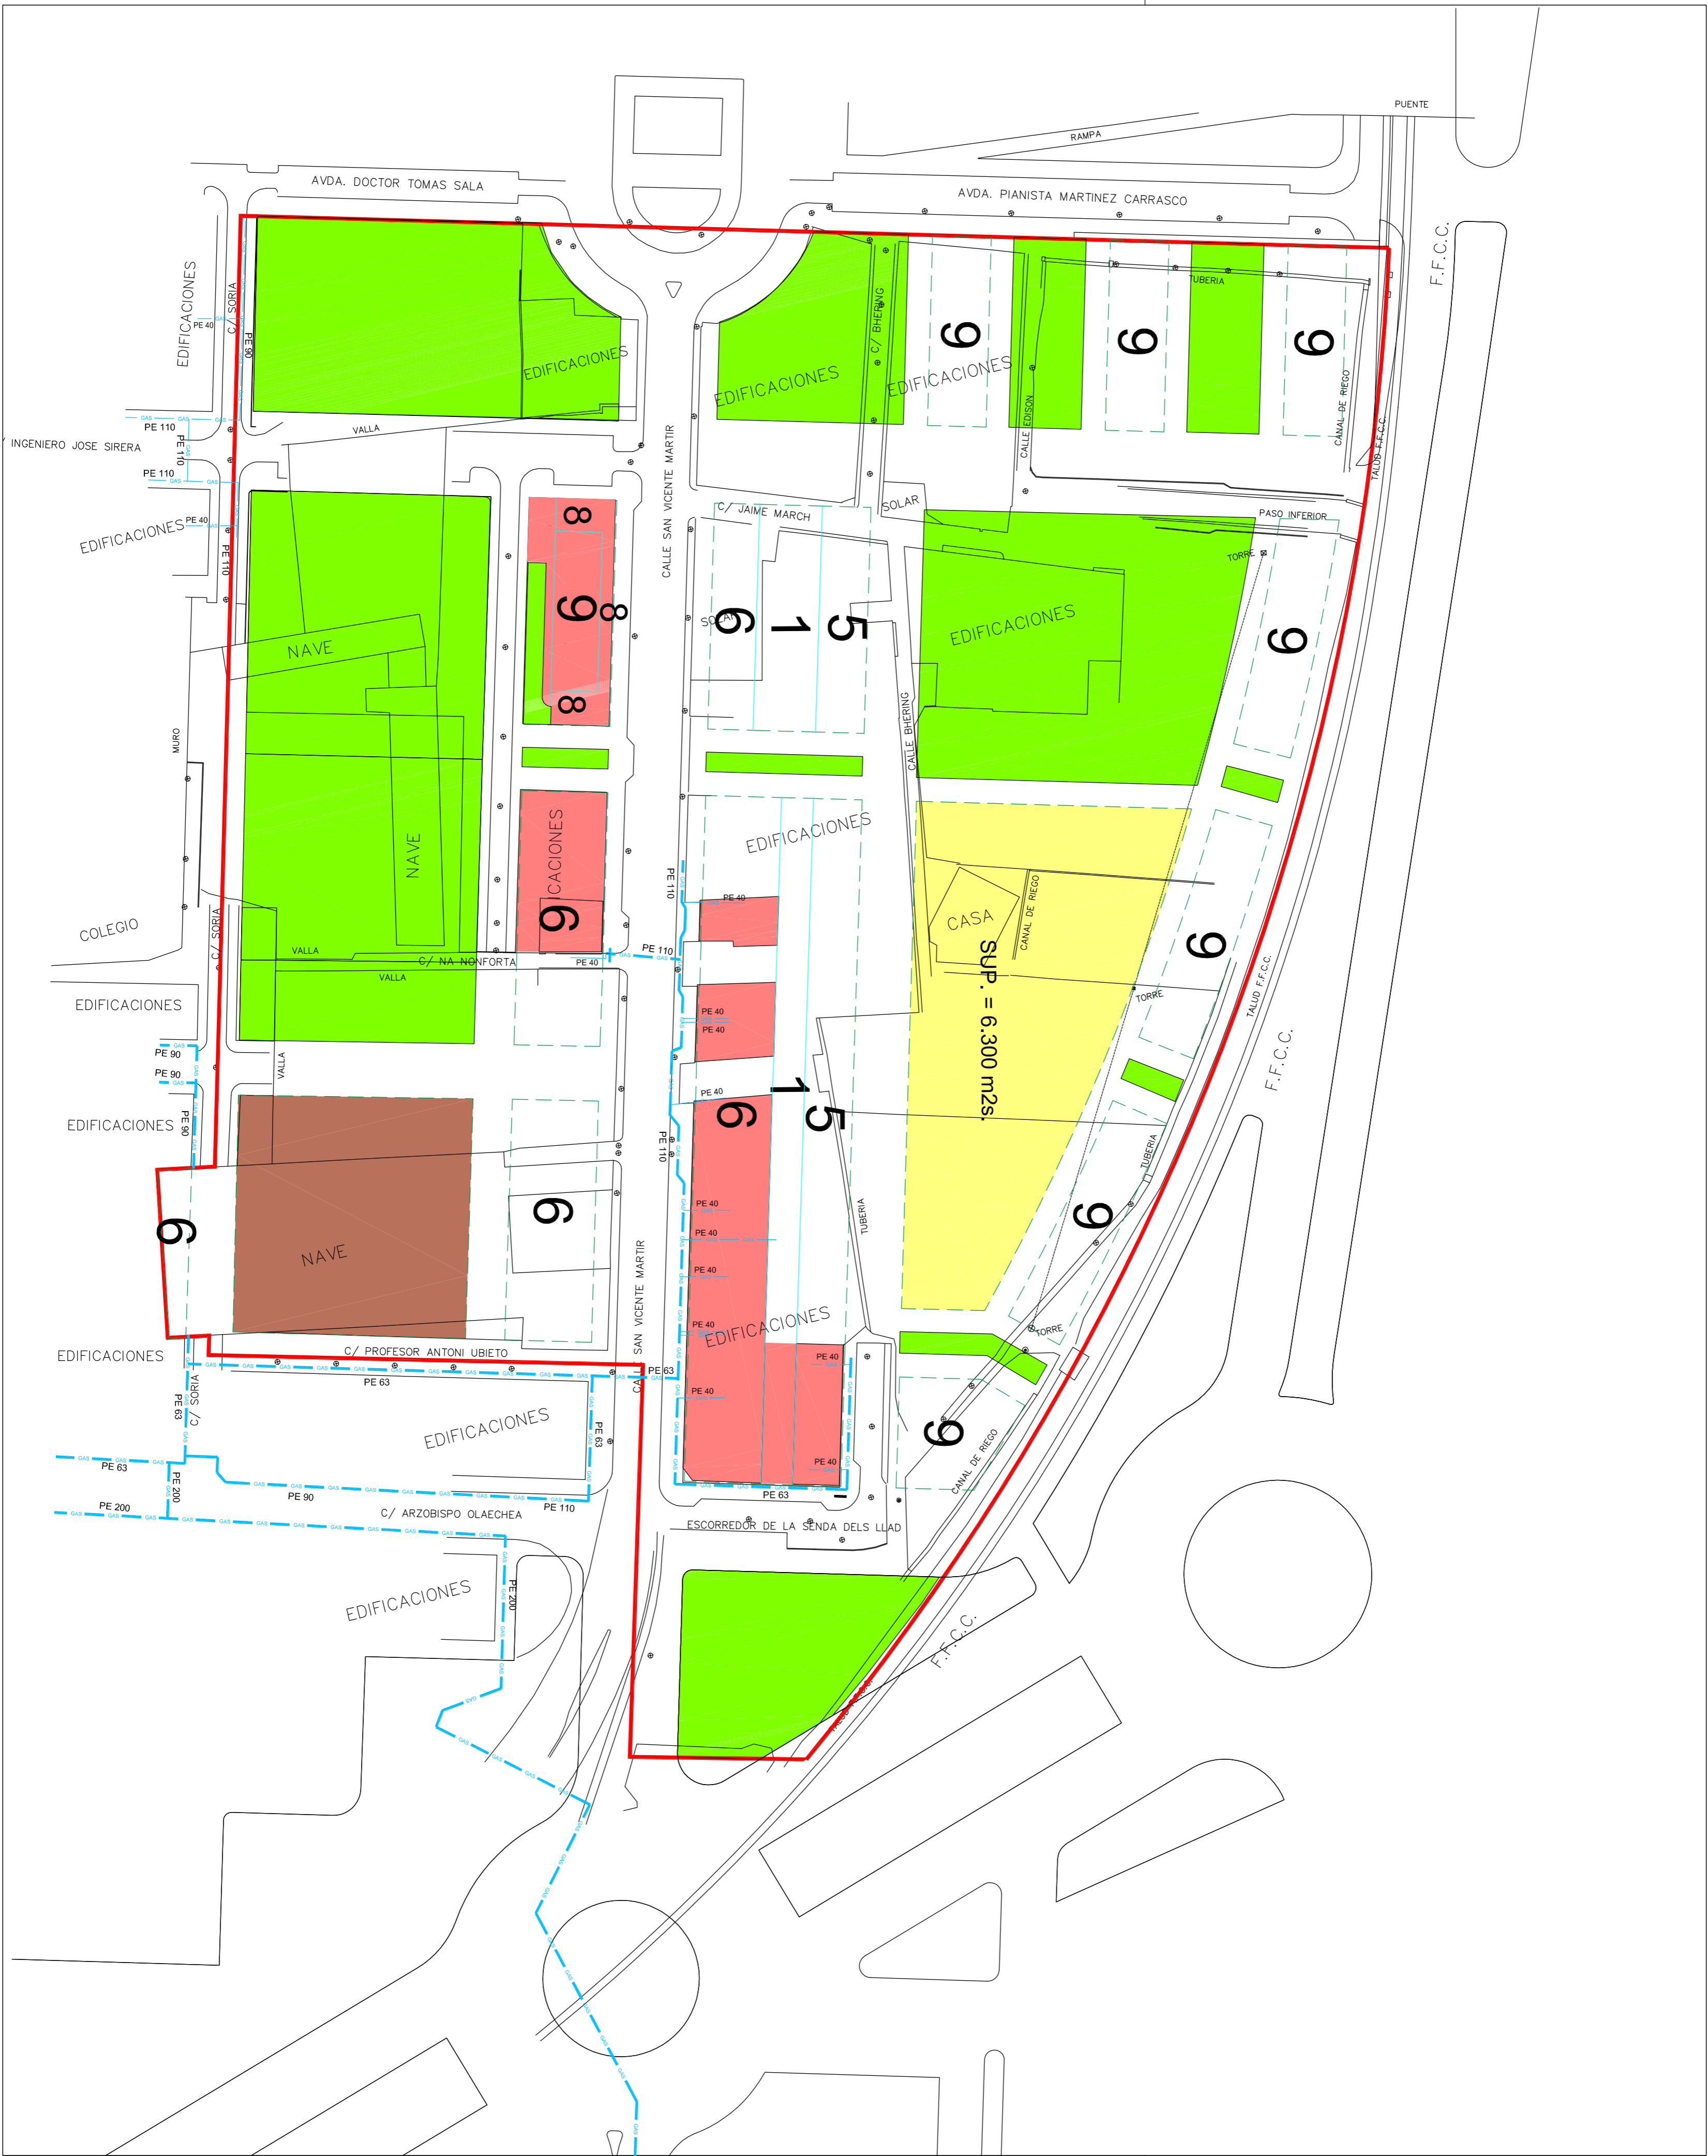 PUENTE
RAMPA
AVDA. DOCTOR TOMAS SALA
AVDA. PIANISTA MARTINEZ CARRASCO
F.F.C.C.
EDIFICACIONES
C/ SORIA
PE 40
GAS
PE 90
EDIFICACIONES
EDIFICACIONES
C/ BHERING
EDIFICACIONES
9
9
9
TUBERIA
CALLE EDISON
CANAL DE RIEGO
TALUD F.F.C.C.
GAS GAS GAS
PE 110
PE 110
VALLA
INGENIERO JOSE SIRERA
PE 110
GAS GAS
CALLE SAN VICENTE MARTIR
EDIFICACIONES
PE 40
PE 110
8
C/ JAIME MARCH
SOLAR
PASO INFERIOR
TORRE
9
8
8
SOLAR
6
1
5
EDIFICACIONES
9
NAVE
CALLE BHERING
MURO
NAVE
ICACIONES
6
EDIFICACIONES
PE 110
PE 40
CASA
CANAL DE RIEGO
9
COLEGIO
C/ SORIA
VALLA
C/ NA NONFORTA
VALLA
PE 40
PE 110
SUP. = 6.300 m2s.
TORRE
TALUD F.F.C.C.
EDIFICACIONES
PE 40
PE 40
F.F.C.C.
PE 90
PE 90
VALLA
PE 40
1
5
6
EDIFICACIONES
PE 90
PE 110
TUBERIA
6
6
NAVE
PE 40
PE 40
PE 40
TUBERIA
9
CALLE SAN VICENTE MARTIR
PE 40
EDIFICACIONES
TORRE
EDIFICACIONES
C/ PROFESOR ANTONI UBIETO
PE 63
PE 63
PE 40
PE 40
C/ SORIA
PE 63
EDIFICACIONES
PE 63
9
CANAL DE RIEGO
PE 63
PE 200
PE 40
PE 63
PE 90
PE 110
PE 200
C/ ARZOBISPO OLAECHEA
ESCORREDOR DE LA SENDA DELS LLAD
EDIFICACIONES
PE 200
F.F.C.C.